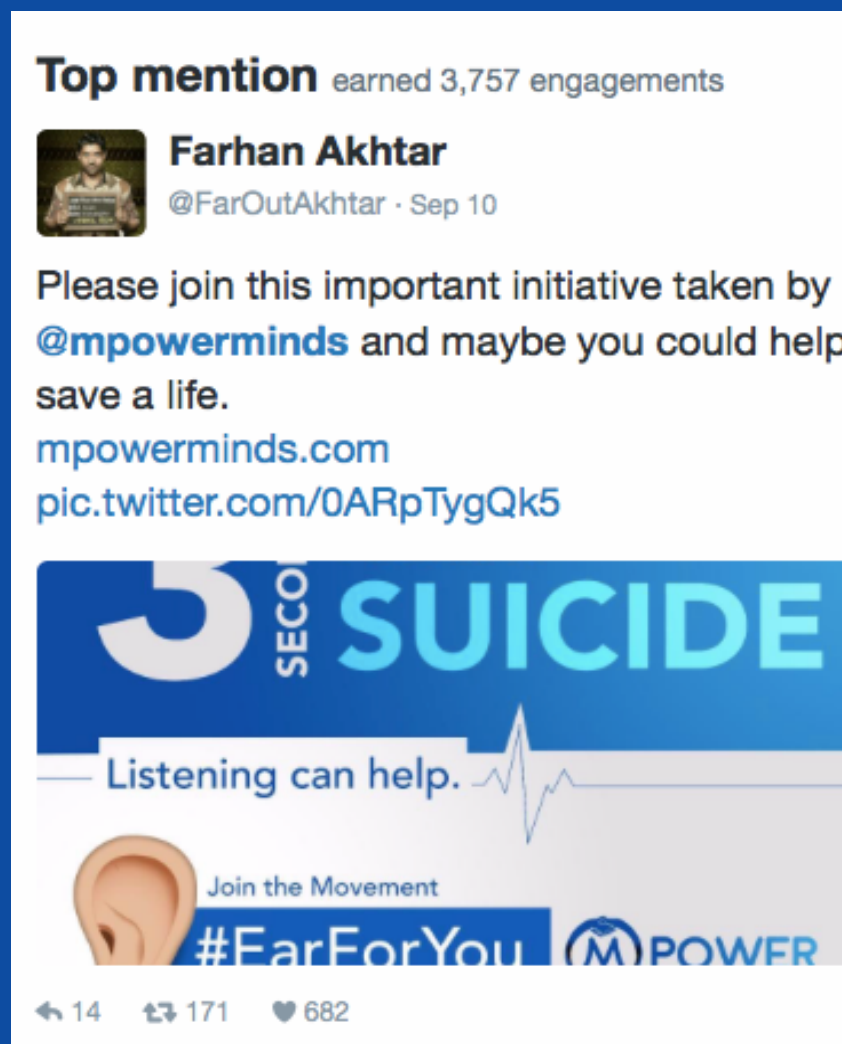 Top mention earned 3,757 engagements
Farhan Akhtar
@FarOutAkhtar · Sep 10
Please join this important initiative taken by
@mpowerminds and maybe you could help
save a life.
mpowerminds.com
pic.twitter.com/0ARpTygQk5
3 SUICIDE
Listening can help.
Join the Movement
#EarForYou MPOWER
14 171 682